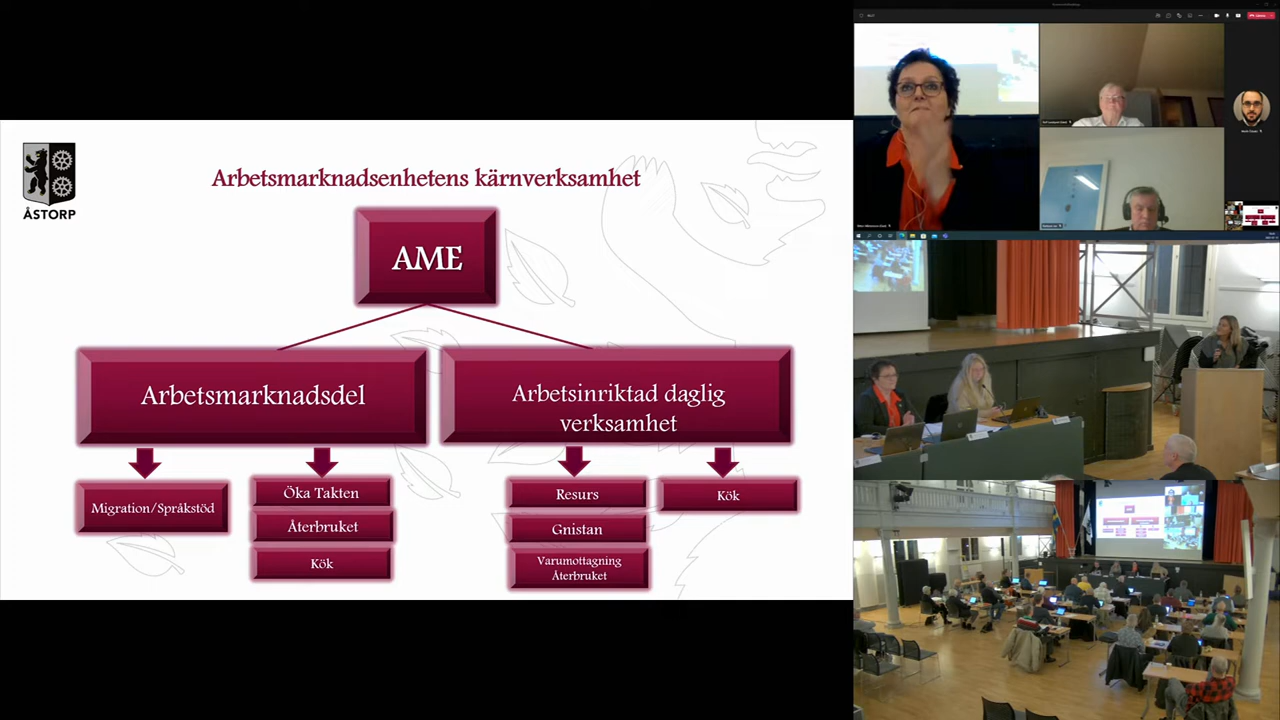 ÅSTORP
Arbetsmarknadsenhetens kärnverksamhet
AME
Arbetsmarknadsdel
Arbetsinriktad daglig
verksamhet
Migration/Språkstöd
Öka Takten
Återbruket
Kök
Resurs
Gnistan
Varumottagning
Återbruket
Kök